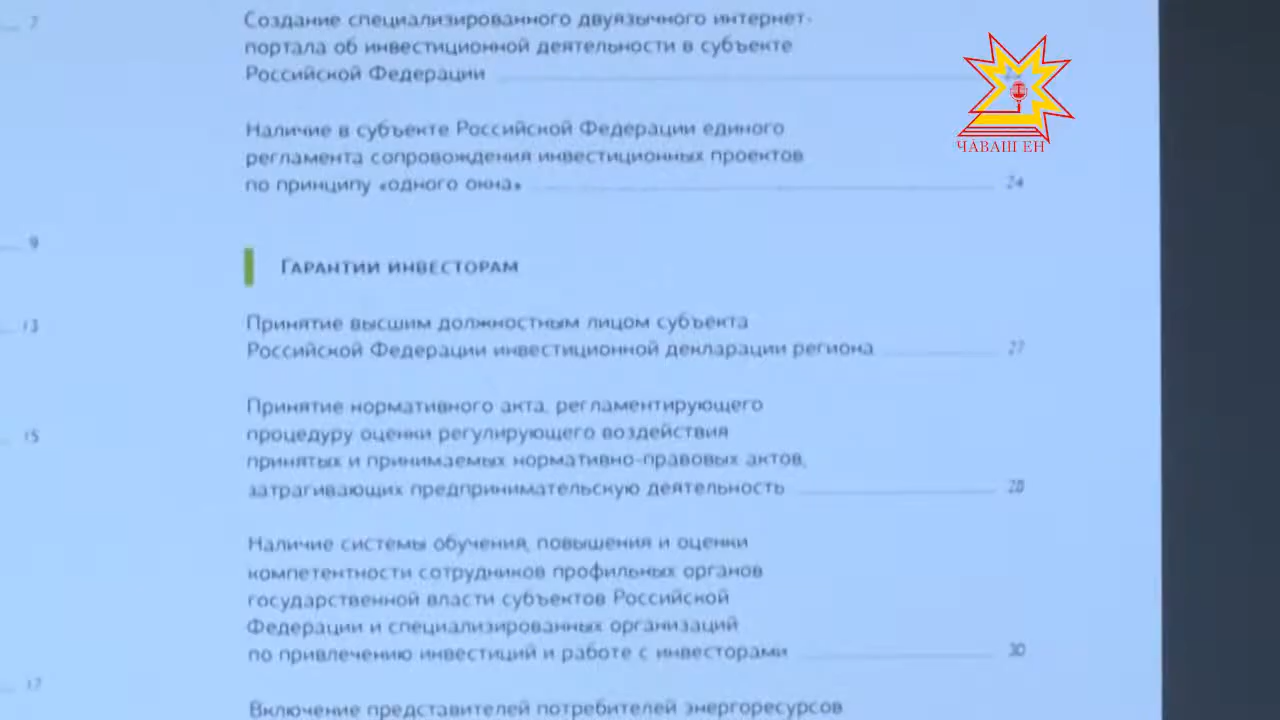 7
Создание специализированного двуязычного интернет-
портала об инвестиционной деятельности в субъекте
Российской Федерации
Наличие в субъекте Российской Федерации единого
регламента сопровождения инвестиционных проектов
по принципу «одного окна» 24
ЧӐВАШ ЕН
9
Гарантии инвесторам
13
Принятие высшим должностным лицом субъекта
Российской Федерации инвестиционной декларации региона 27
Принятие нормативного акта, регламентирующего
15
процедуру оценки регулирующего воздействия
принятых и принимаемых нормативно-правовых актов,
затрагивающих предпринимательскую деятельность 28
Наличие системы обучения, повышения и оценки
компетентности сотрудников профильных органов
государственной власти субъектов Российской
Федерации и специализированных организаций
по привлечению инвестиций и работе с инвесторами 30
17
Включение представителей потребителей энергоресурсов